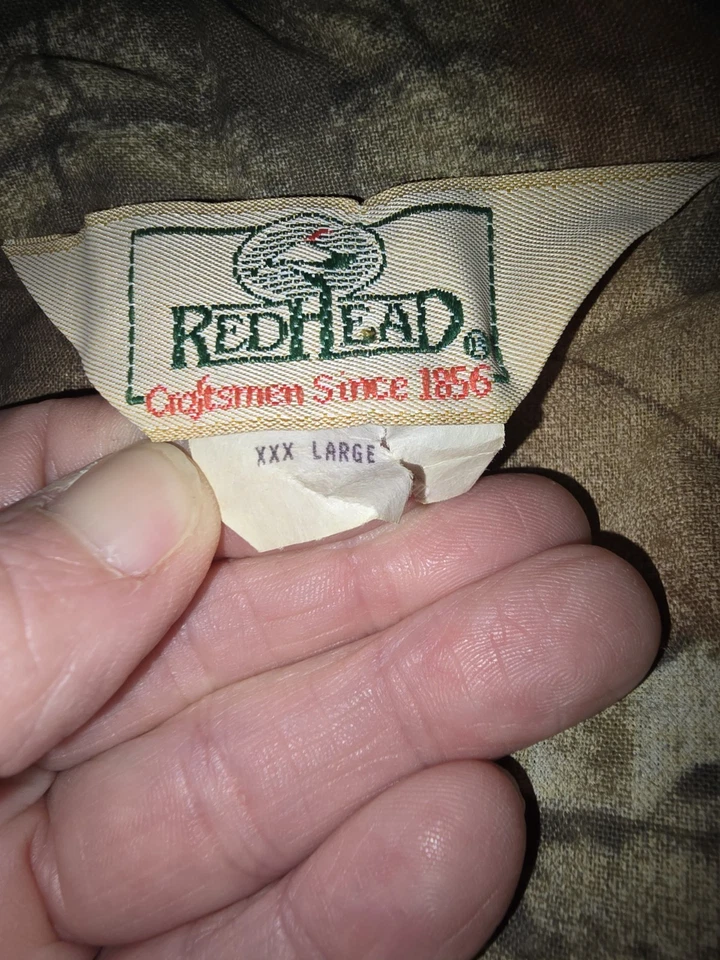 REDHEAD®
Craftsmen Since 1856
XXX LARGE